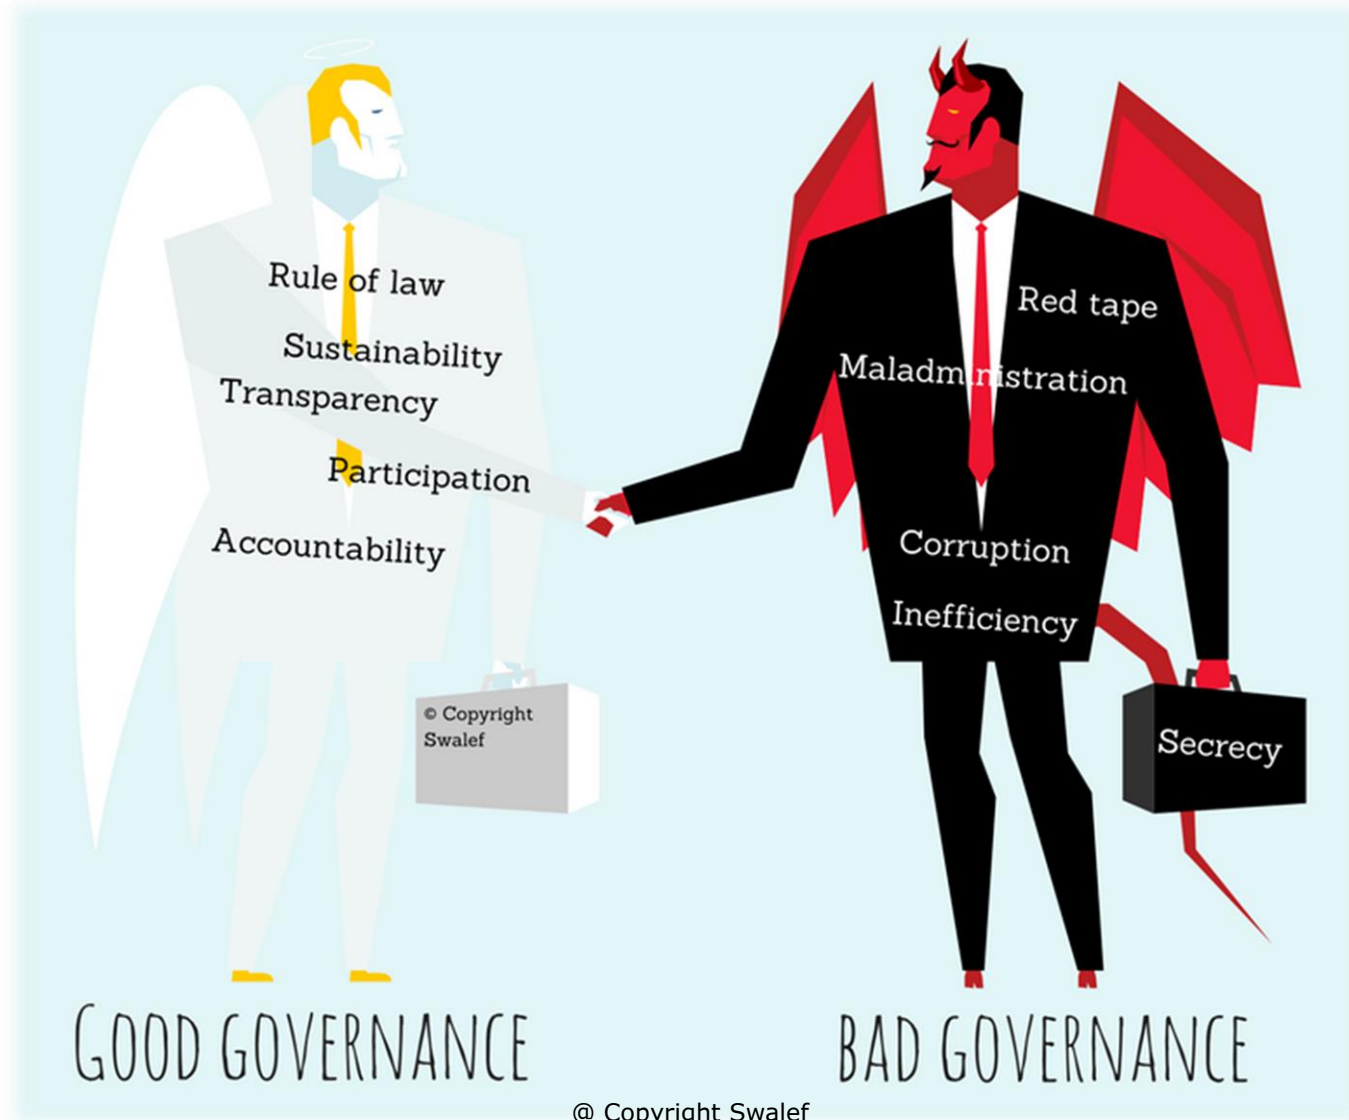 Rule of law
Sustainability
Transparency
Participation
Accountability
© Copyright
Swalef
GOOD GOVERNANCE
Red tape
Maladministration
Corruption
Inefficiency
Secrecy
BAD GOVERNANCE
@ Copyright Swalef